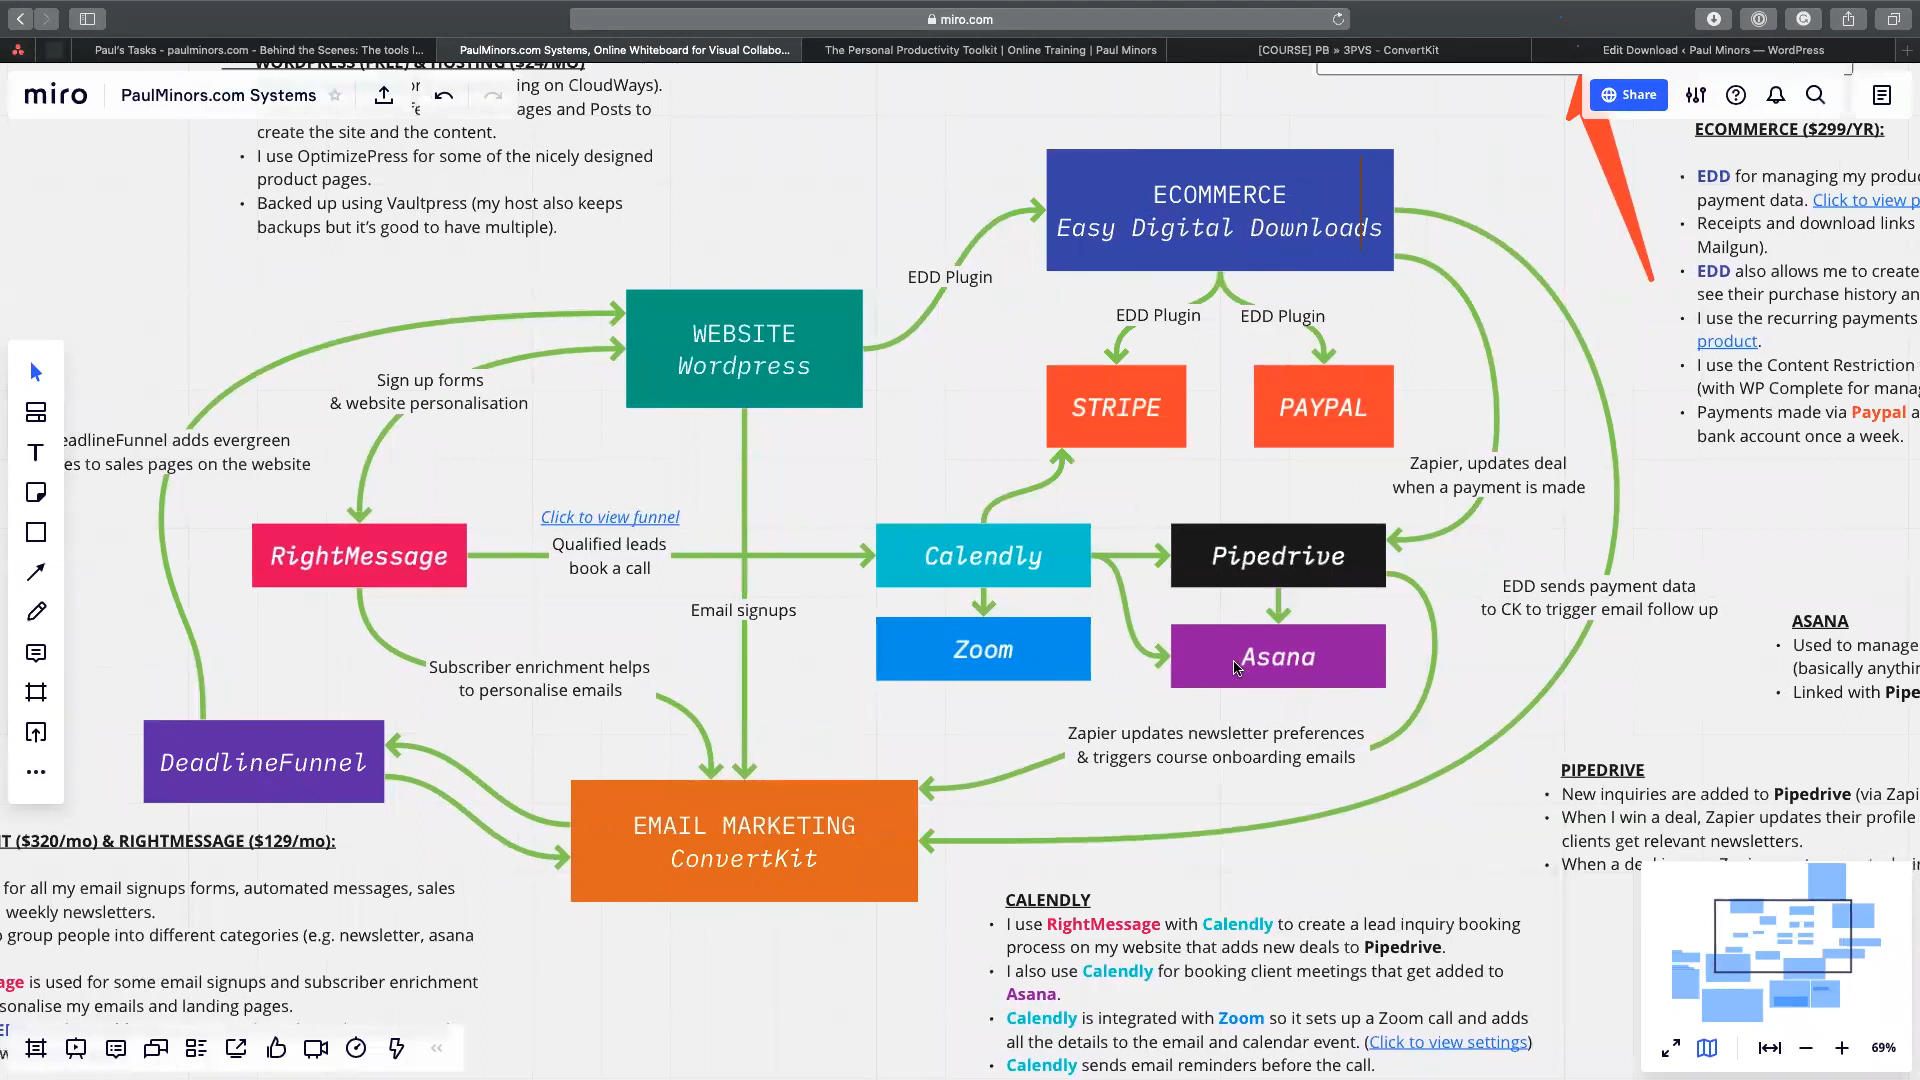 miro.com
Paul's Tasks - paulminors.com - Behind the Scenes: The tools I...
PaulMinors.com Systems, Online Whiteboard for Visual Collabo...
The Personal Productivity Toolkit | Online Training | Paul Minors
[COURSE] PB » 3PVS - ConvertKit
Edit Download ‹ Paul Minors — WordPress
WORDPRESS (FREE) & HOSTING ($24/MO)
miro
PaulMinors.com Systems
Share
ing on CloudWays).
ages and Posts to
create the site and the content.
• I use OptimizePress for some of the nicely designed
product pages.
• Backed up using Vaultpress (my host also keeps
backups but it's good to have multiple).
ECOMMERCE
Easy Digital Downloads
EDD Plugin
EDD Plugin
EDD Plugin
WEBSITE
Wordpress
STRIPE
PAYPAL
Sign up forms
& website personalisation
eadlineFunnel adds evergreen
es to sales pages on the website
Zapier, updates deal
when a payment is made
Click to view funnel
Qualified leads
book a call
RightMessage
Calendly
Pipedrive
Zoom
Asana
Email signups
EDD sends payment data
to CK to trigger email follow up
Subscriber enrichment helps
to personalise emails
Zapier updates newsletter preferences
& triggers course onboarding emails
DeadlineFunnel
EMAIL MARKETING
ConvertKit
ECOMMERCE ($299/YR):
• EDD for managing my produ
payment data. Click to view p
• Receipts and download links
Mailgun).
• EDD also allows me to create
see their purchase history an
• I use the recurring payments
product.
• I use the Content Restriction
(with WP Complete for manag
• Payments made via Paypal a
bank account once a week.
ASANA
• Used to manage
(basically anythin
• Linked with Pipe
PIPEDRIVE
• New inquiries are added to Pipedrive (via Zapi
• When I win a deal, Zapier updates their profile
clients get relevant newsletters.
• When a de
T ($320/mo) & RIGHTMESSAGE ($129/mo):
for all my email signups forms, automated messages, sales
weekly newsletters.
group people into different categories (e.g. newsletter, asana
age is used for some email signups and subscriber enrichment
sonalise my emails and landing pages.
CALENDLY
• I use RightMessage with Calendly to create a lead inquiry booking
process on my website that adds new deals to Pipedrive.
• I also use Calendly for booking client meetings that get added to
Asana.
• Calendly is integrated with Zoom so it sets up a Zoom call and adds
all the details to the email and calendar event. (Click to view settings)
• Calendly sends email reminders before the call.
69%